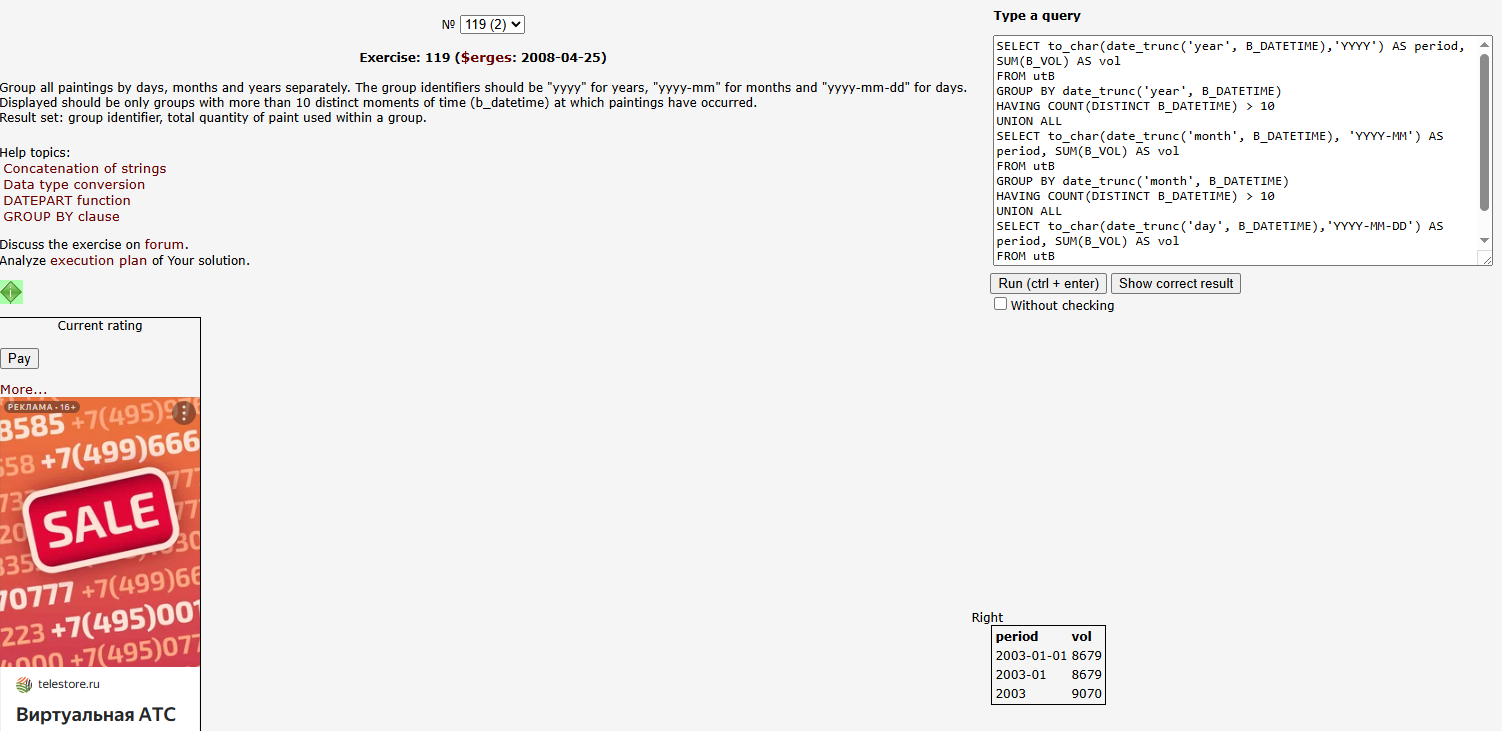 № 119 (2)
Exercise: 119 ($erges: 2008-04-25)
Group all paintings by days, months and years separately. The group identifiers should be "yyyy" for years, "yyyy-mm" for months and "yyyy-mm-dd" for days.
Displayed should be only groups with more than 10 distinct moments of time (b_datetime) at which paintings have occurred.
Result set: group identifier, total quantity of paint used within a group.
Help topics:
Concatenation of strings
Data type conversion
DATEPART function
GROUP BY clause
Discuss the exercise on forum.
Analyze execution plan of Your solution.
Current rating
Pay
More...
РЕКЛАМА • 16+
8585 +7(495)976
658 +7(499)666
SALE
70777 +7(499)66
223 +7(495)001
4000 +7(495)077
telestore.ru
Виртуальная АТС
Type a query
SELECT to_char(date_trunc('year', B_DATETIME),'YYYY') AS period,
SUM(B_VOL) AS vol
FROM utB
GROUP BY date_trunc('year', B_DATETIME)
HAVING COUNT(DISTINCT B_DATETIME) > 10
UNION ALL
SELECT to_char(date_trunc('month', B_DATETIME), 'YYYY-MM') AS
period, SUM(B_VOL) AS vol
FROM utB
GROUP BY date_trunc('month', B_DATETIME)
HAVING COUNT(DISTINCT B_DATETIME) > 10
UNION ALL
SELECT to_char(date_trunc('day', B_DATETIME),'YYYY-MM-DD') AS
period, SUM(B_VOL) AS vol
FROM utB
Run (ctrl + enter) Show correct result
Without checking
Right
period vol
2003-01-01 8679
2003-01 8679
2003 9070